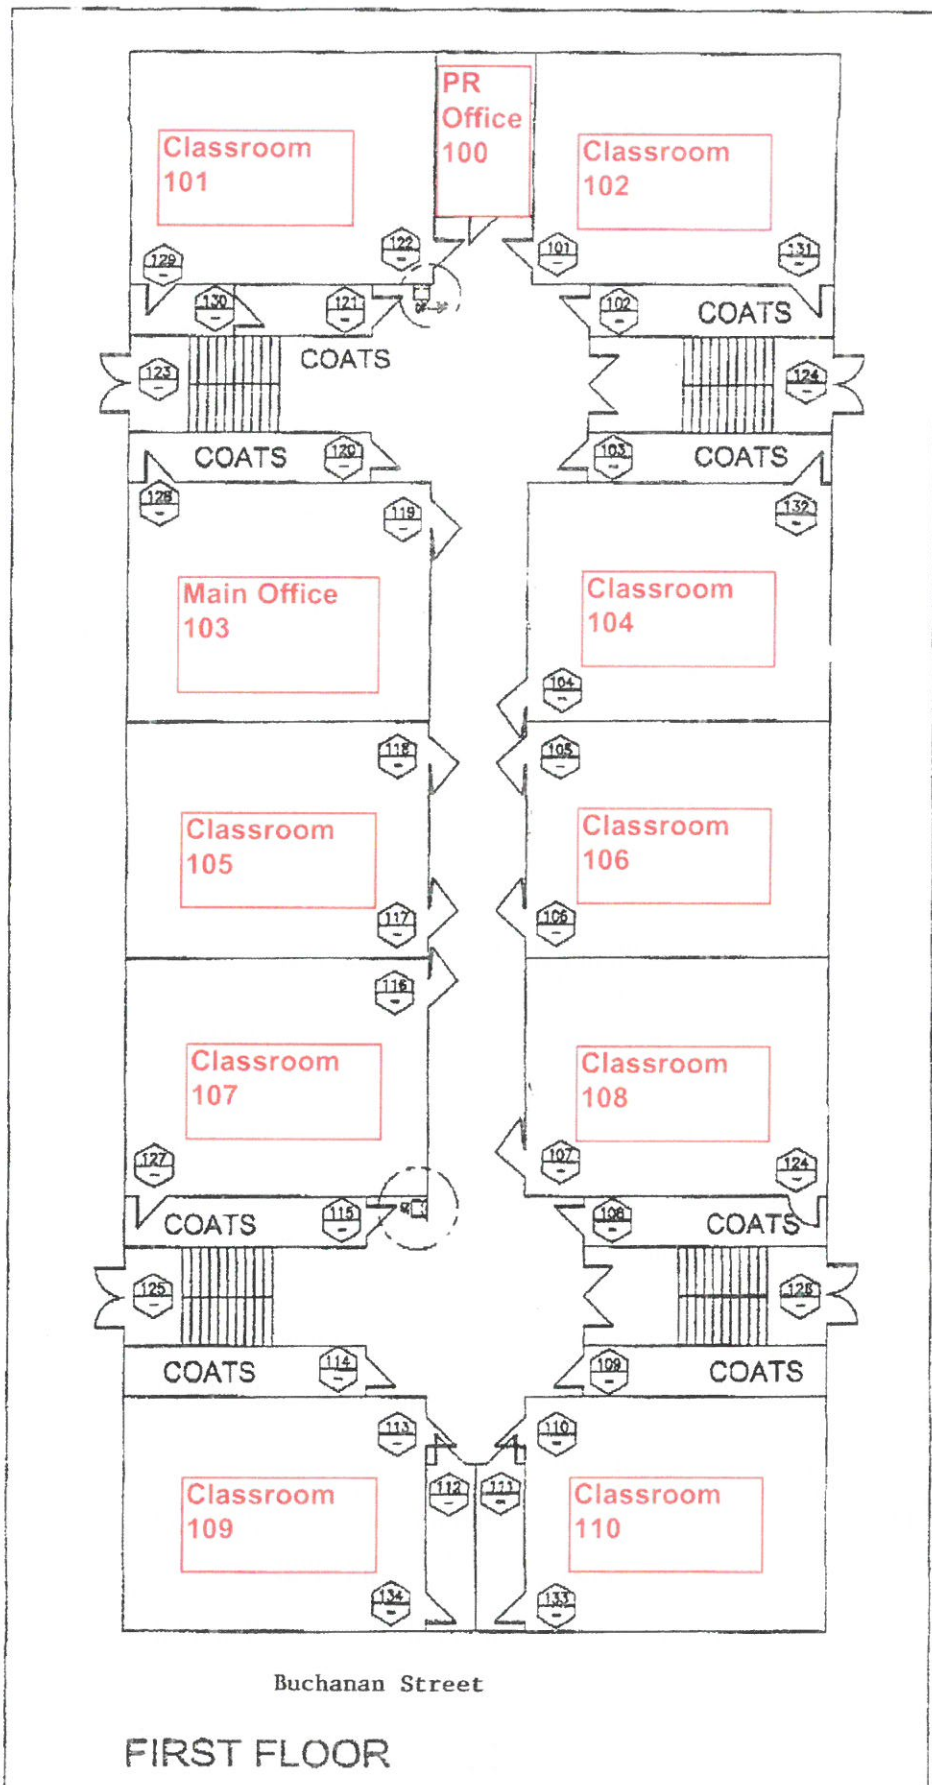 PR
Office
100
Classroom
101
Classroom
102
122
101
129
131
130
121
102
COATS
COATS
123
124
COATS
120
103
COATS
128
119
132
Main Office
103
Classroom
104
104
118
105
Classroom
105
Classroom
106
117
106
116
Classroom
107
Classroom
108
127
107
124
COATS
115
108
COATS
125
126
COATS
114
109
COATS
113
110
112
111
Classroom
109
Classroom
110
134
133
Buchanan Street
FIRST FLOOR